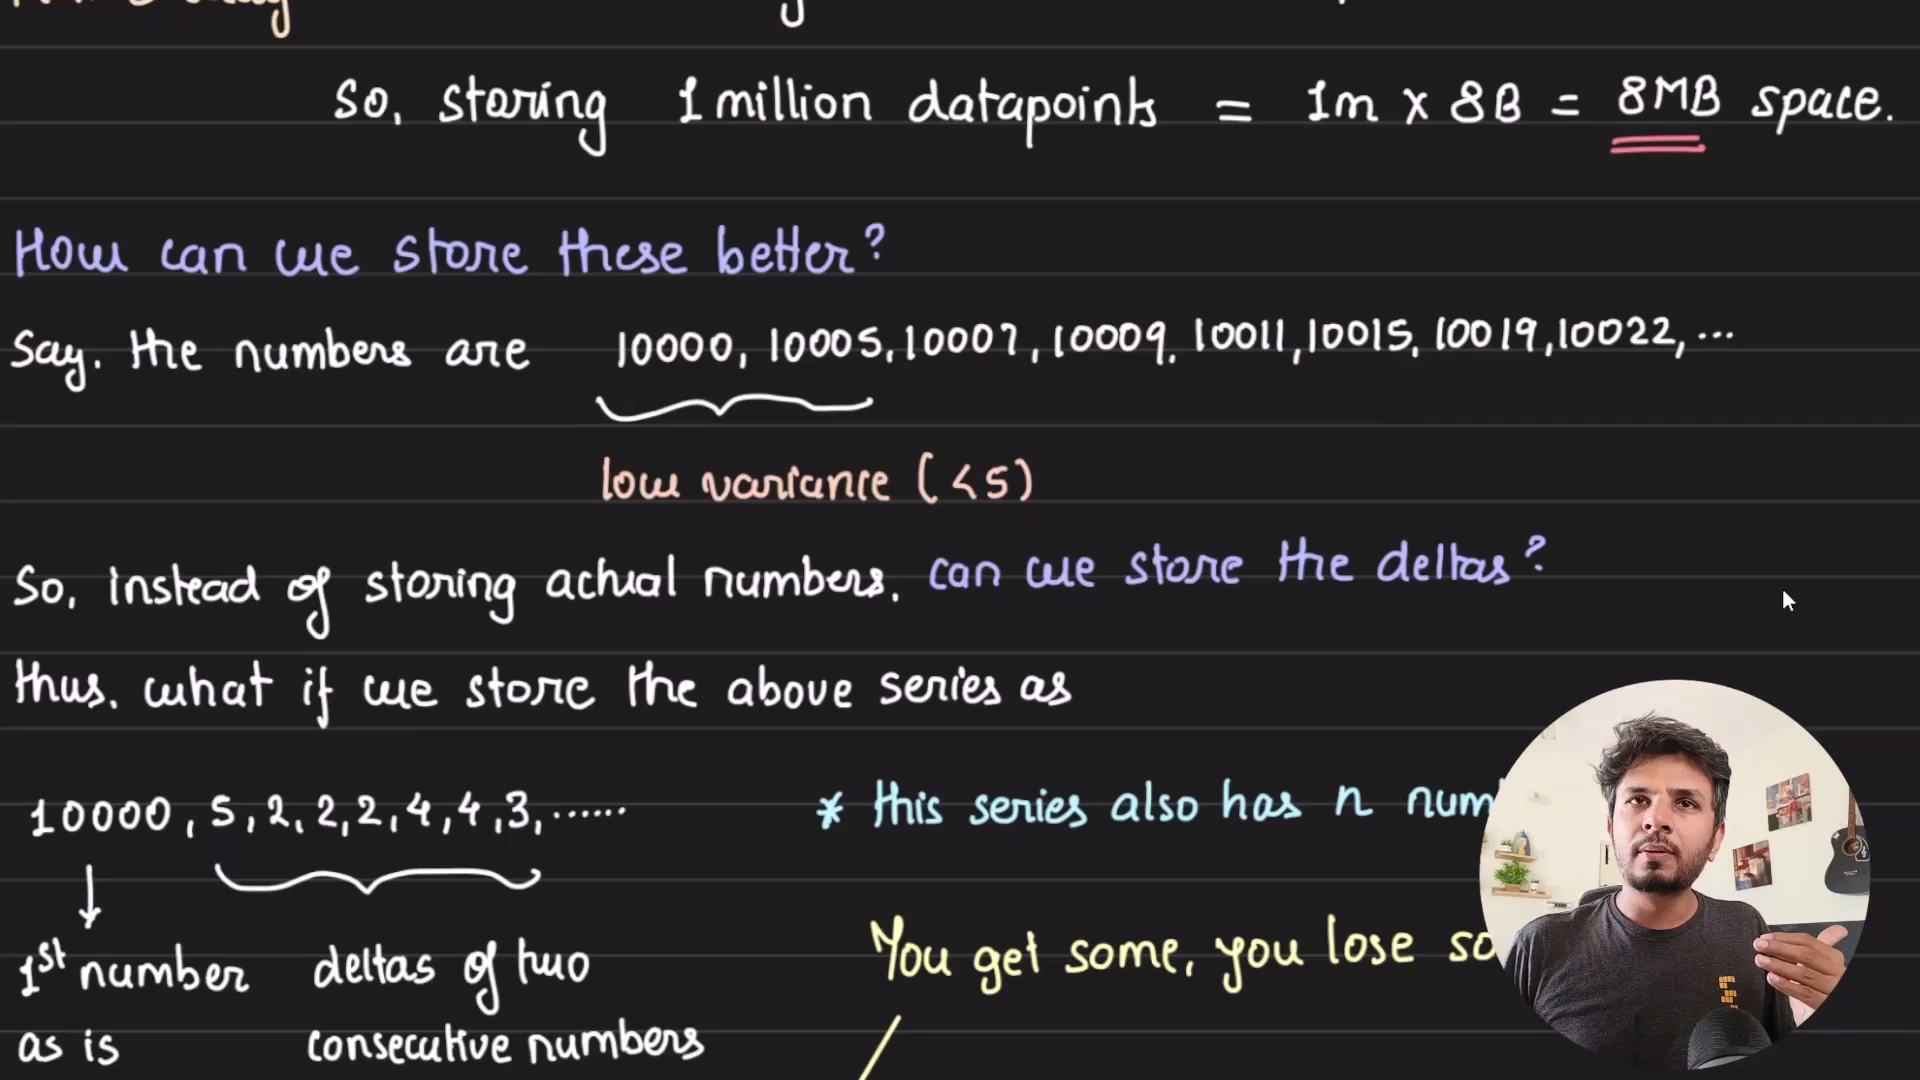 So, storing 1 million datapoints = 1m x 8B = 8MB space.
How can we store these better?
Say, the numbers are 10000, 10005, 10007, 10009, 10011, 10015, 10019, 10022, ...
low variance (<5)
So, instead of storing actual numbers, can we store the deltas?
thus, what if we store the above series as
10000, 5, 2, 2, 2, 4, 4, 3, ......
* this series also has n num
1st number
as is
deltas of two
consecutive numbers
You get some, you lose so